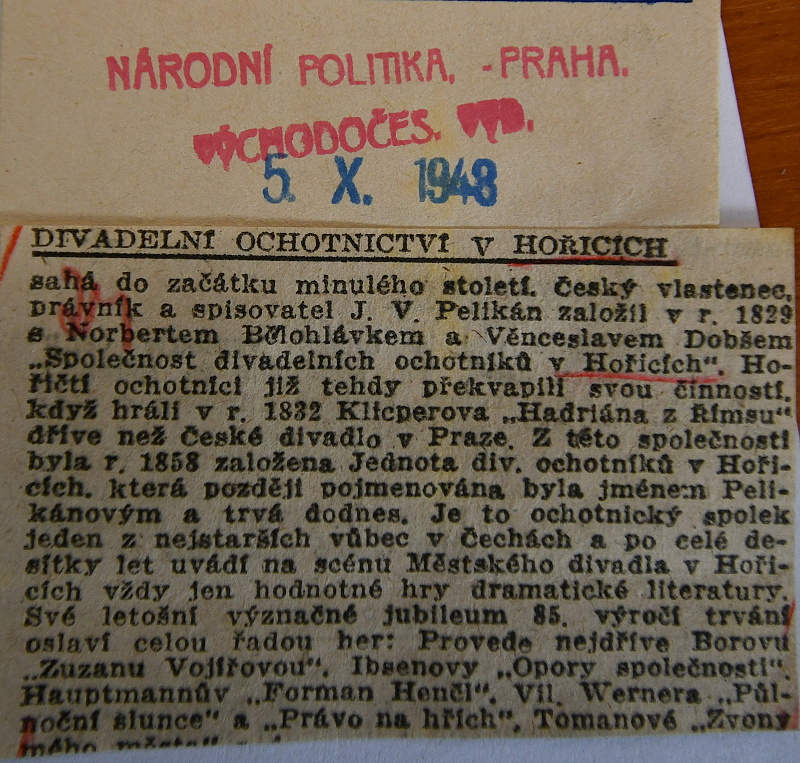 NÁRODNÍ POLITIKA. - PRAHA.
VÝCHODOČES. VYD.
5. X. 1943
DIVADELNÍ OCHOTNICTVÍ V HOŘICÍCH
sahá do začátku minulého století. Český vlastenec,
právník a spisovatel J. V. Pelikán založil v r. 1829
s Norbertem Bělohlávkem a Věnceslavem Dobšem
„Společnost divadelních ochotníků v Hořicích“. Ho-
řičtí ochotníci již tehdy překvapili svou činností,
když hráli v r. 1832 Klicperova „Hadriána z Římsu“
dříve než České divadlo v Praze. Z této společnosti
byla r. 1858 založena Jednota div. ochotníků v Hoři-
cích, která později pojmenována byla jménem Peli-
kánovým a trvá dodnes. Je to ochotnický spolek
jeden z nejstarších vůbec v Čechách a po celé de-
sítky let uvádí na scénu Městského divadla v Hoři-
cích vždy jen hodnotné hry dramatické literatury.
Své letošní význačné jubileum 85. výročí trvání
oslaví celou řadou her: Provede nejdříve Borovu
„Zuzanu Vojířovou“, Ibsenovy „Opory společnosti“,
Hauptmannův „Forman Henčl“, Vil. Wernera „Půl-
noční slunce“ a „Právo na hřích“, Tomanové „Zvony
mého města“